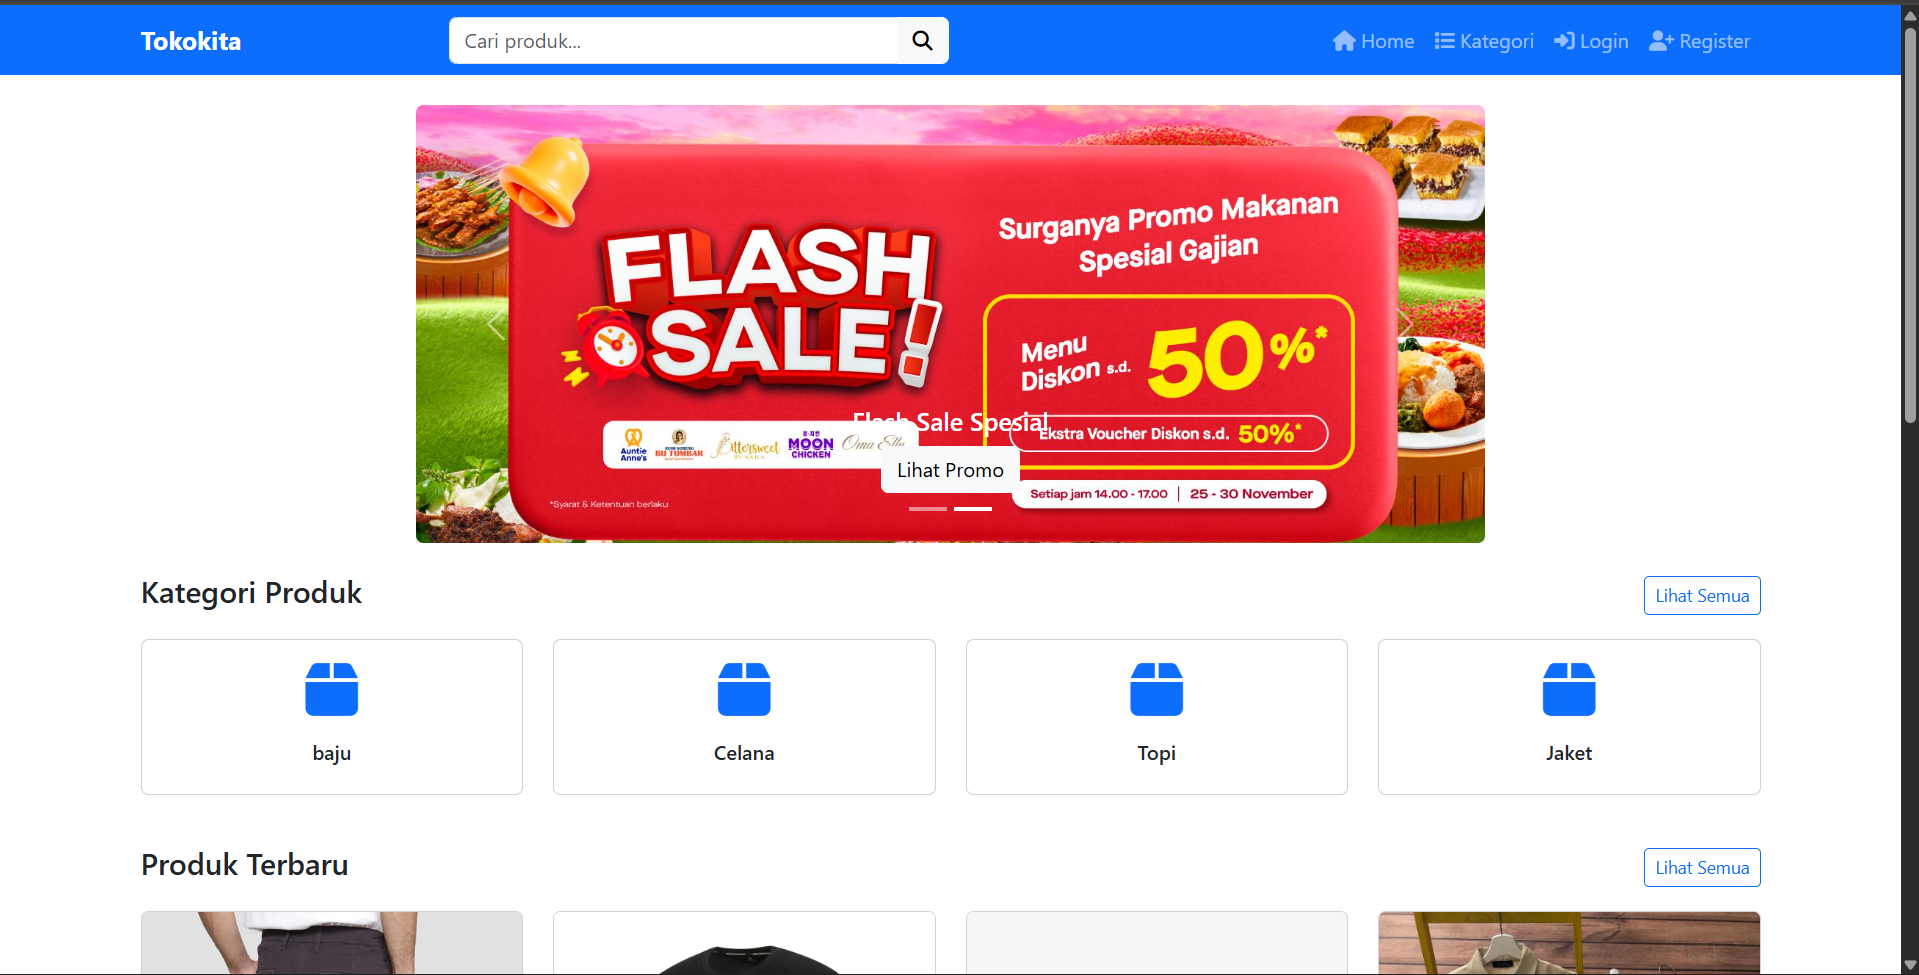 Tokokita
Cari produk...
Home
Kategori
Login
Register
FLASH
SALE!
Surganya Promo Makanan
Spesial Gajian
Menu
Diskon s.d. 50%*
Ekstra Voucher Diskon s.d. 50%*
Flash Sale Spesial
Auntie
Anne's
BU TUMBAR
Bittersweet
BY NAJLA
MOON
CHICKEN
Oma Elly
Lihat Promo
Setiap jam 14.00 - 17.00 | 25 - 30 November
*Syarat & Ketentuan berlaku
Kategori Produk
Lihat Semua
baju
Celana
Topi
Jaket
Produk Terbaru
Lihat Semua